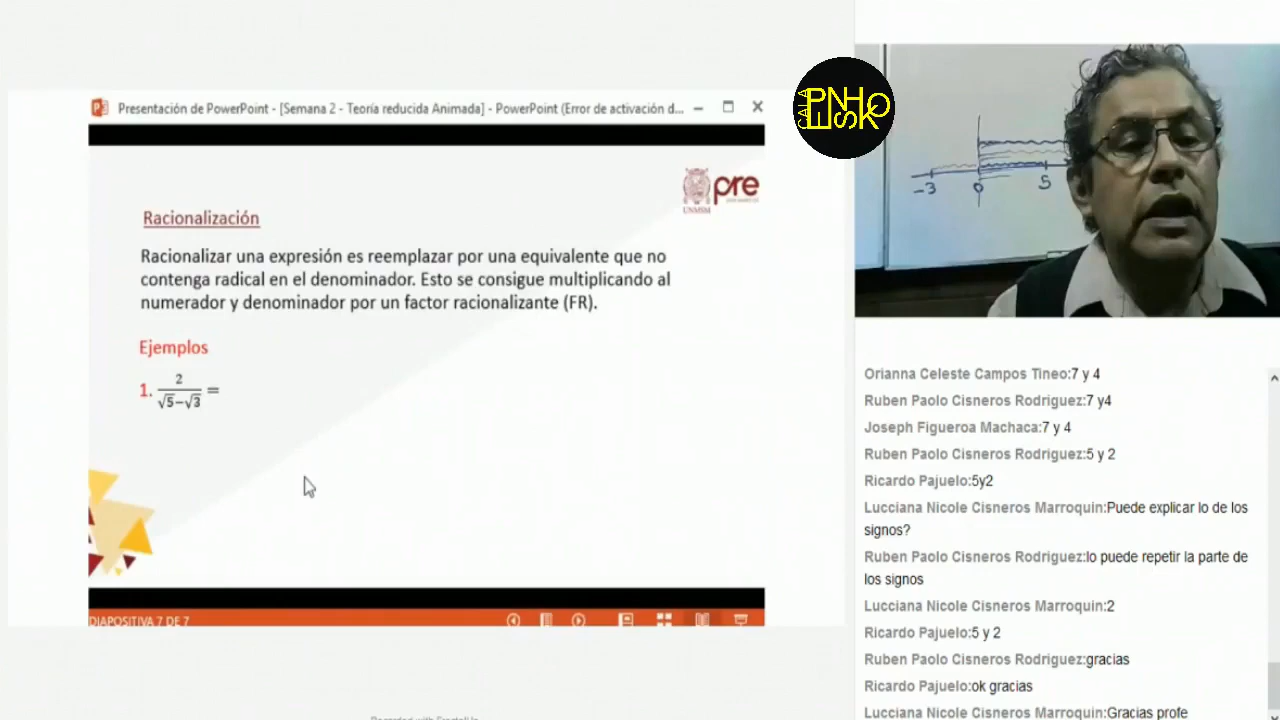 Presentación de PowerPoint - [Semana 2 - Teoría reducida Animada] - PowerPoint (Error de activación d...
UNMSM
pre
Racionalización
Racionalizar una expresión es reemplazar por una equivalente que no
contenga radical en el denominador. Esto se consigue multiplicando al
numerador y denominador por un factor racionalizante (FR).
Ejemplos
1. 2/(√5−√3) =
DIAPOSITIVA 7 DE 7
-3 0 5
Orianna Celeste Campos Tineo:7 y 4
Ruben Paolo Cisneros Rodriguez:7 y4
Joseph Figueroa Machaca:7 y 4
Ruben Paolo Cisneros Rodriguez:5 y 2
Ricardo Pajuelo:5y2
Lucciana Nicole Cisneros Marroquin:Puede explicar lo de los
signos?
Ruben Paolo Cisneros Rodriguez:lo puede repetir la parte de
los signos
Lucciana Nicole Cisneros Marroquin:2
Ricardo Pajuelo:5 y 2
Ruben Paolo Cisneros Rodriguez:gracias
Ricardo Pajuelo:ok gracias
Lucciana Nicole Cisneros Marroquin:Gracias profe